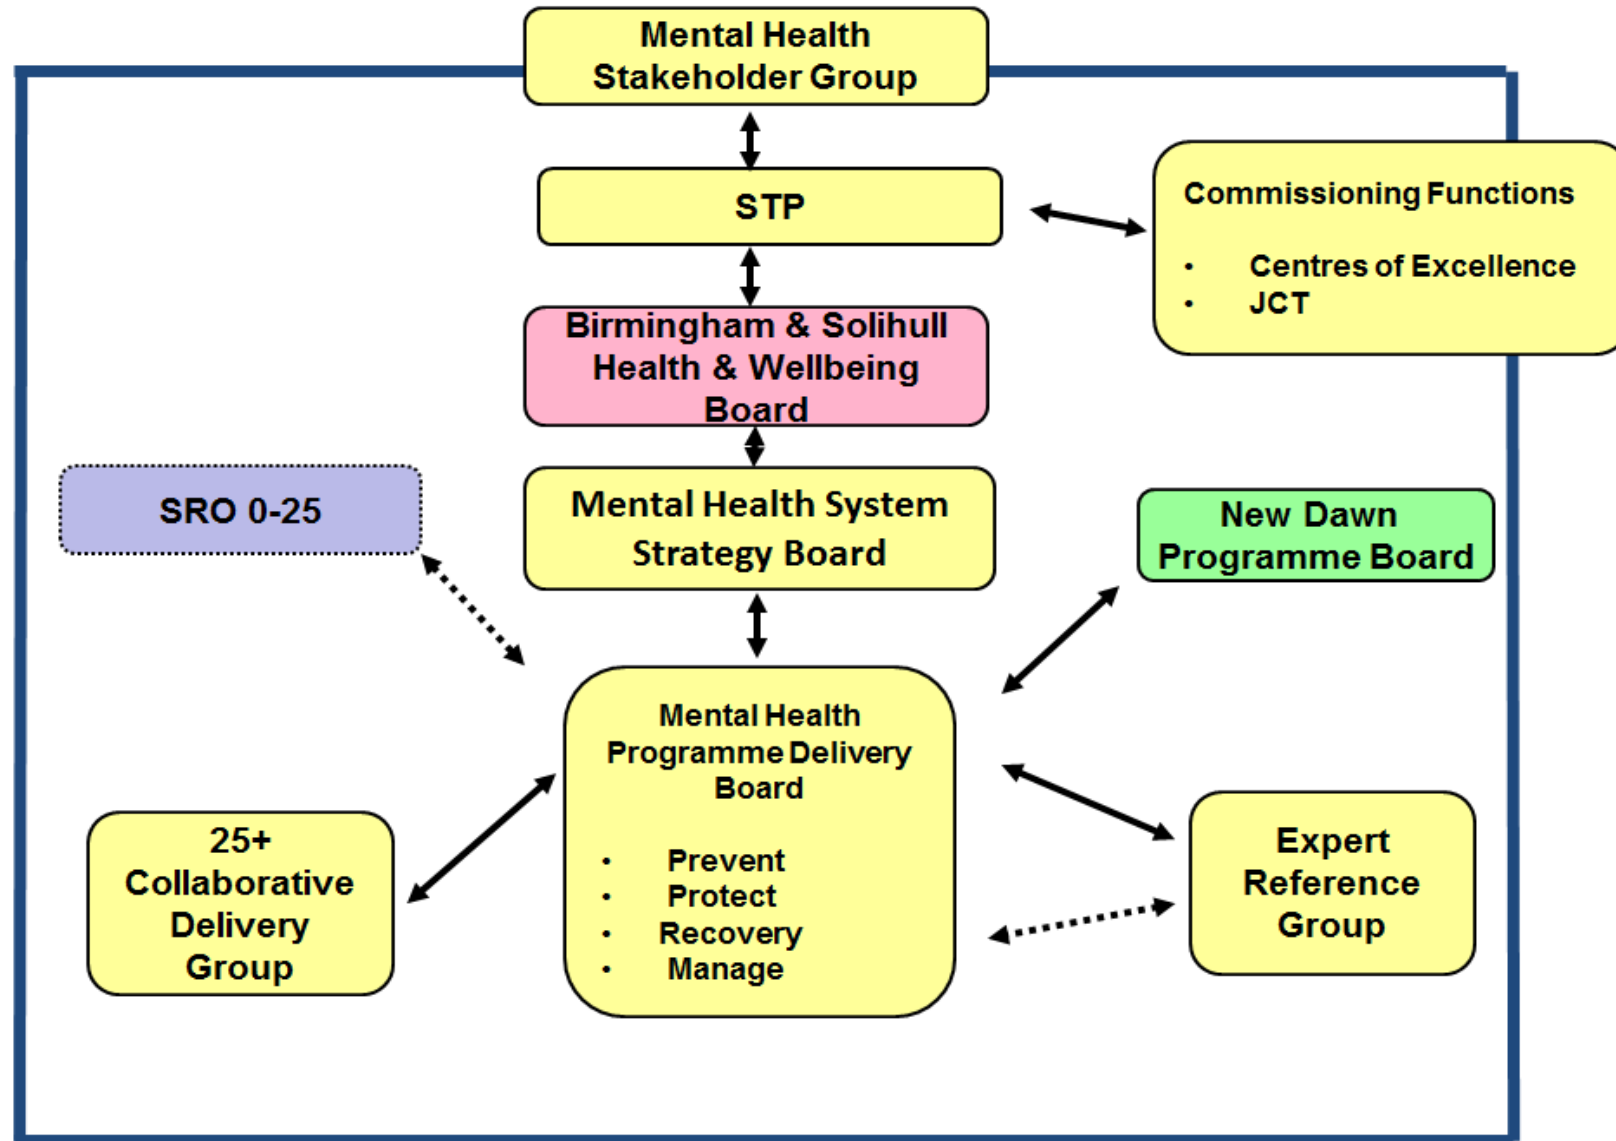 Mental Health
Stakeholder Group
STP
Commissioning Functions
• Centres of Excellence
• JCT
Birmingham & Solihull
Health & Wellbeing
Board
SRO 0-25
Mental Health System
Strategy Board
New Dawn
Programme Board
Mental Health
Programme Delivery
Board
• Prevent
• Protect
• Recovery
• Manage
25+
Collaborative
Delivery
Group
Expert
Reference
Group